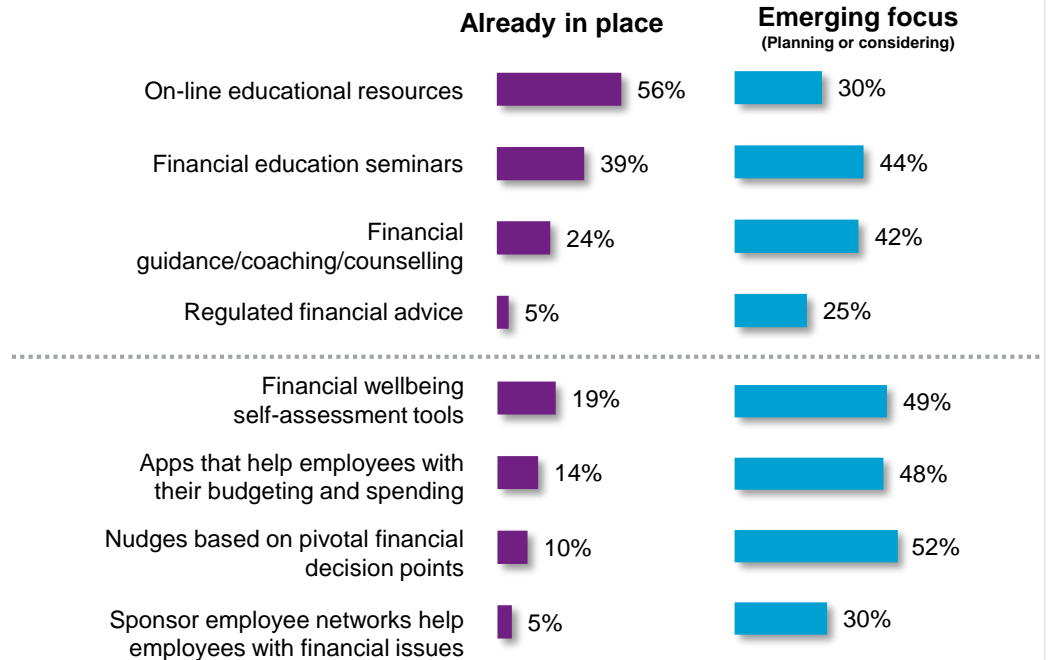 Already in place
Emerging focus
(Planning or considering)
On-line educational resources
56%
30%
Financial education seminars
39%
44%
Financial
guidance/coaching/counselling
24%
42%
Regulated financial advice
5%
25%
Financial wellbeing
self-assessment tools
19%
49%
Apps that help employees with
their budgeting and spending
14%
48%
Nudges based on pivotal financial
decision points
10%
52%
Sponsor employee networks help
employees with financial issues
5%
30%